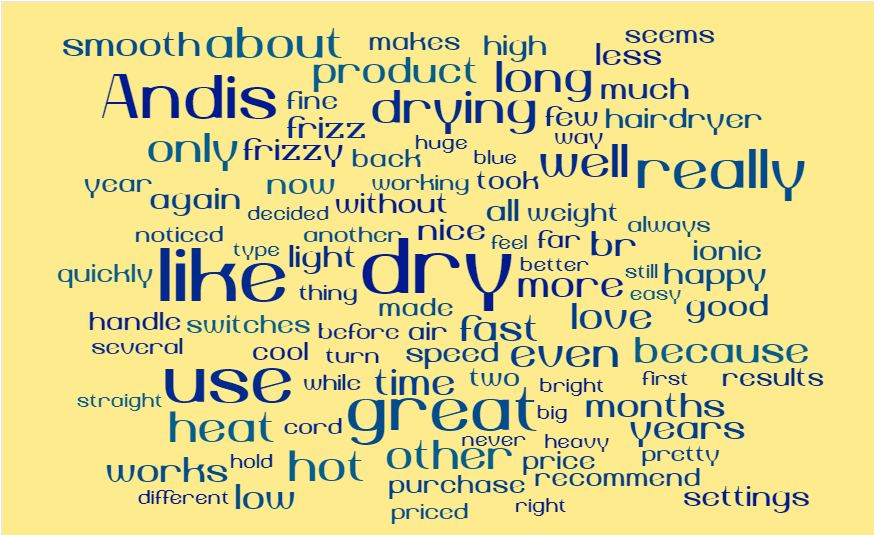 smooth about makes high seems
product long less much
Andis fine drying few hairdryer
frizz way
only frizzy back huge blue well really
year again now working took
decided without all weight always
noticed another nice feel far br ionic
quickly type light like dry better still happy
thing more easy
handle switches made before air fast love good
several cool turn speed even because
straight use while time two bright first results
great big months
heat cord never heavy years
works hold hot other price pretty
different low purchase recommend settings
priced right